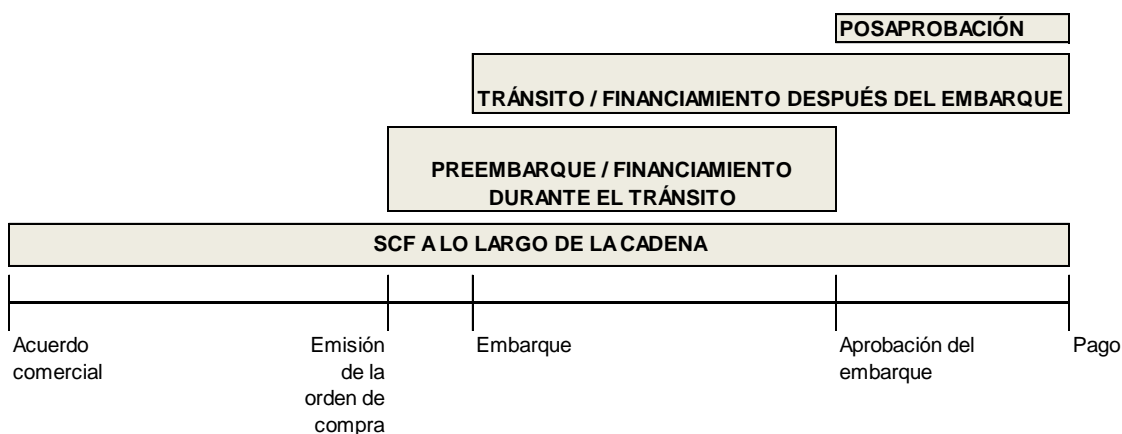 POSAPROBACIÓN
TRÁNSITO / FINANCIAMIENTO DESPUÉS DEL EMBARQUE
PREEMBARQUE / FINANCIAMIENTO
DURANTE EL TRÁNSITO
SCF A LO LARGO DE LA CADENA
Acuerdo
comercial
Emisión
de la
orden de
compra
Embarque
Aprobación del
embarque
Pago